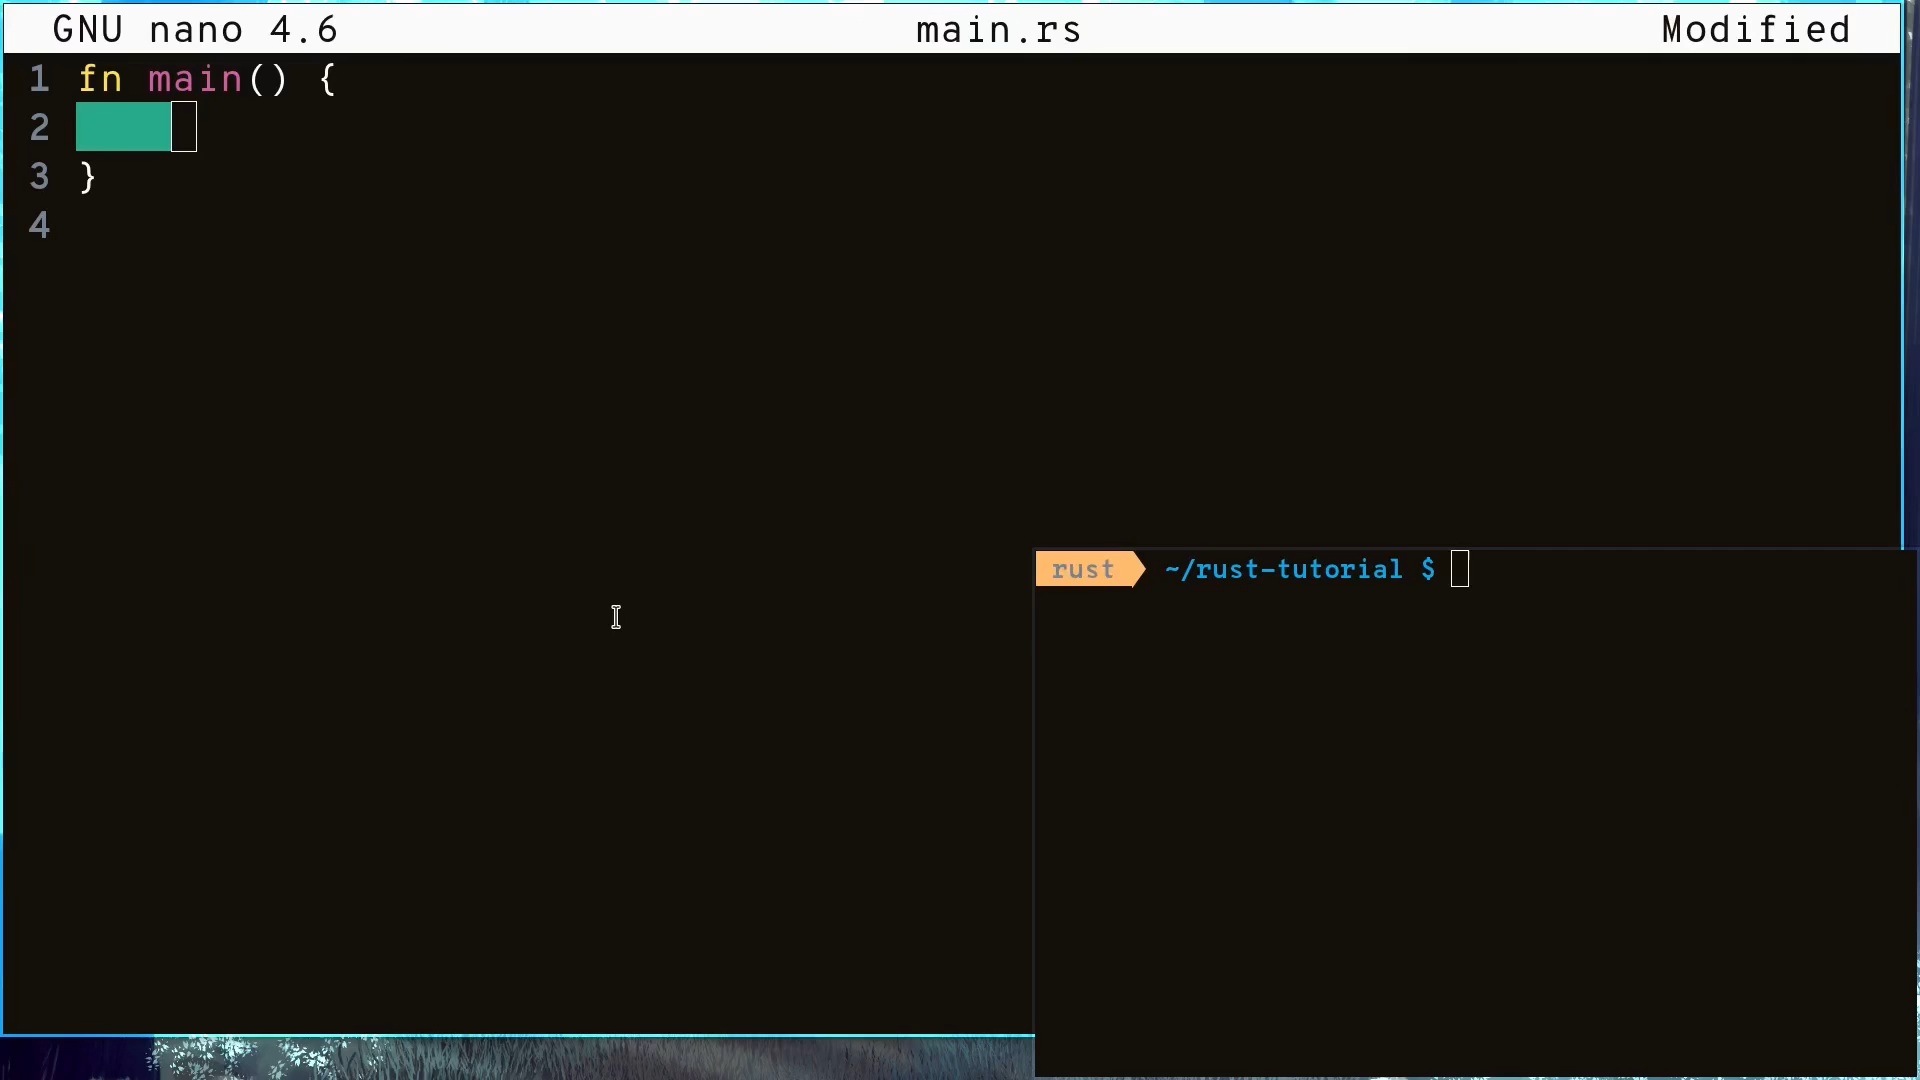 GNU nano 4.6 main.rs Modified
1 fn main() {
2
3 }
4
rust ~/rust-tutorial $